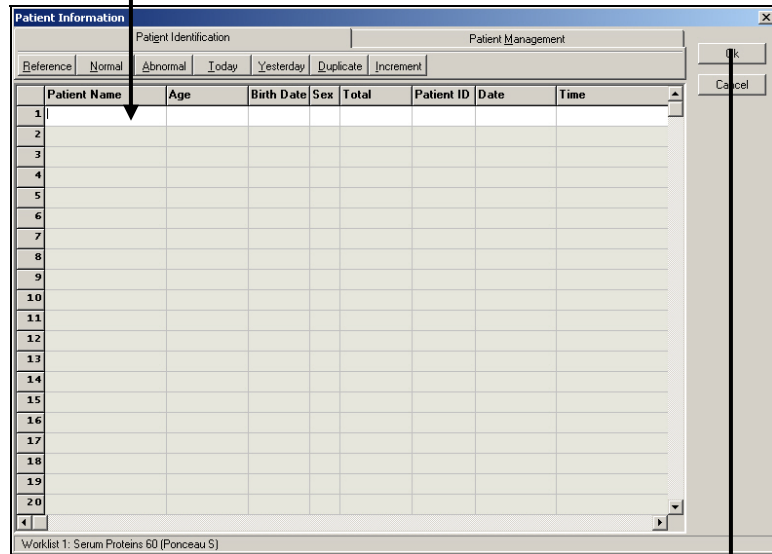 Patient Information
Patient Identification Patient Management
Reference Normal Abnormal Today Yesterday Duplicate Increment
Ok
Cancel
Patient Name Age Birth Date Sex Total Patient ID Date Time
1
2
3
4
5
6
7
8
9
10
11
12
13
14
15
16
17
18
19
20
Worklist 1: Serum Proteins 60 (Ponceau S)